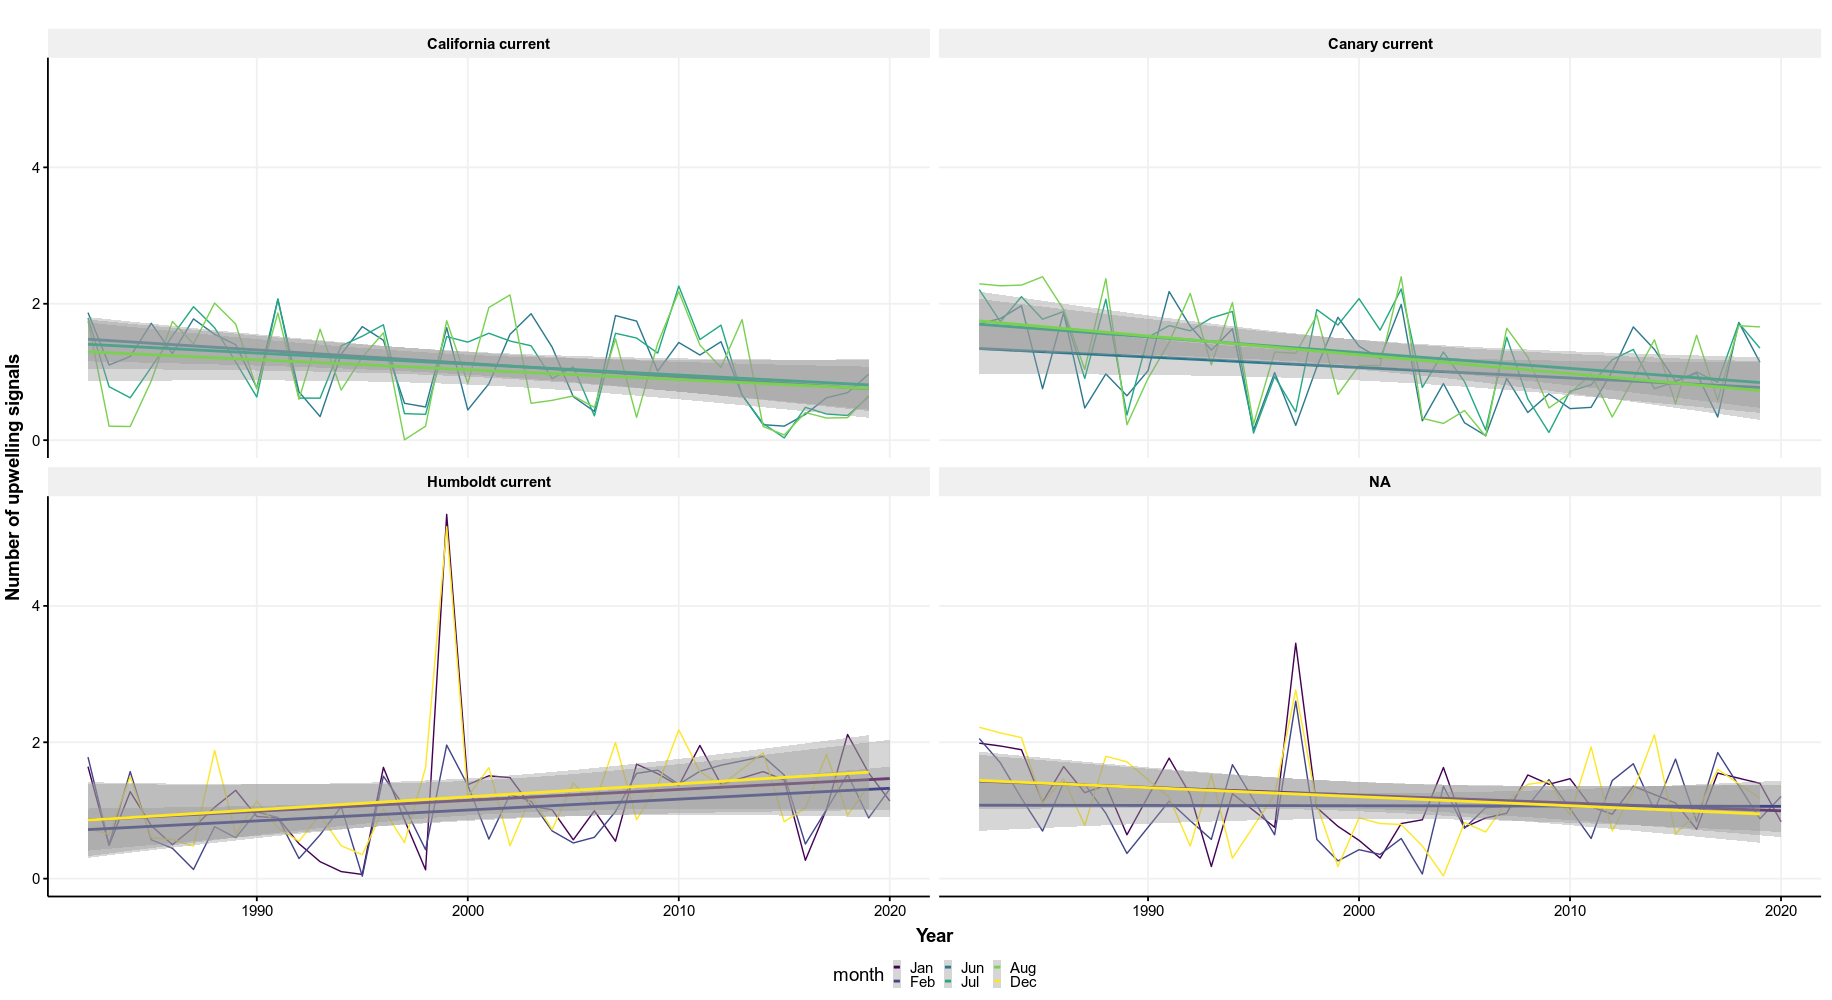 California current
Canary current
4
2
0
Number of upwelling signals
Humboldt current
NA
4
2
0
1990
2000
2010
2020
1990
2000
2010
2020
Year
month
Jan
Jun
Aug
Feb
Jul
Dec